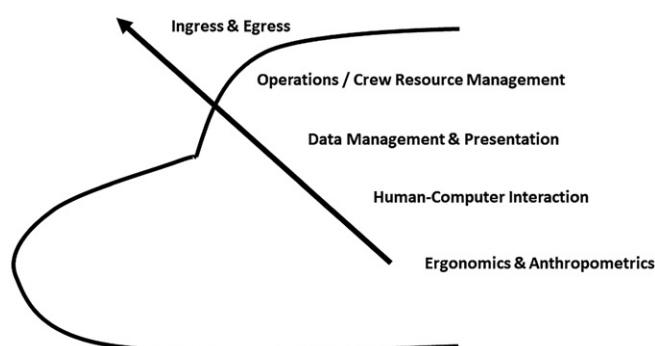 Ingress & Egress
Operations / Crew Resource Management
Data Management & Presentation
Human-Computer Interaction
Ergonomics & Anthropometrics